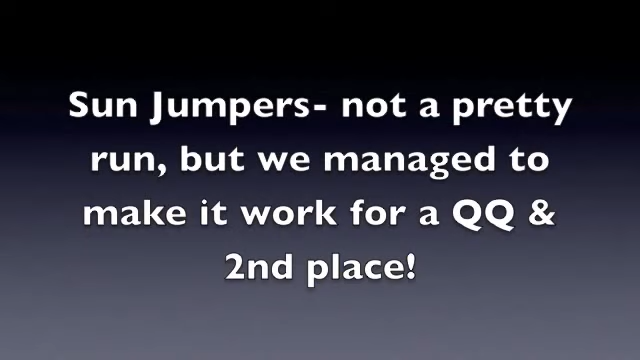 Sun Jumpers- not a pretty
run, but we managed to
make it work for a QQ &
2nd place!